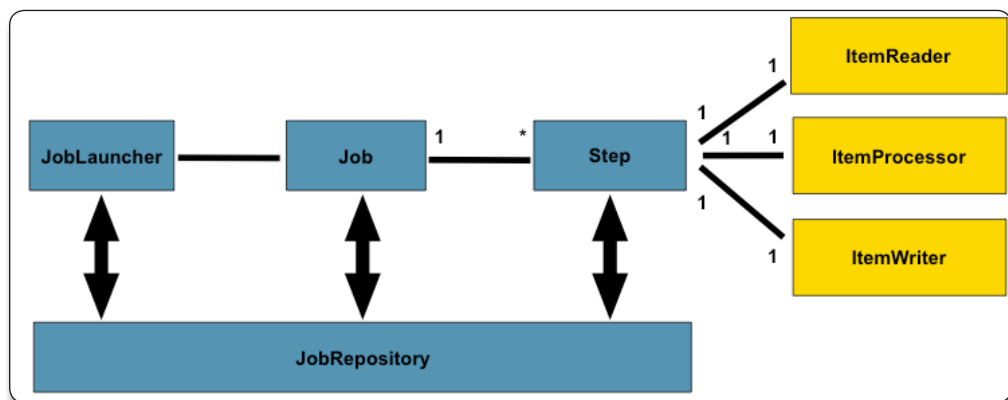 ItemReader
1
1
JobLauncher
Job
1
*
Step
1
1
ItemProcessor
1
1
ItemWriter
JobRepository